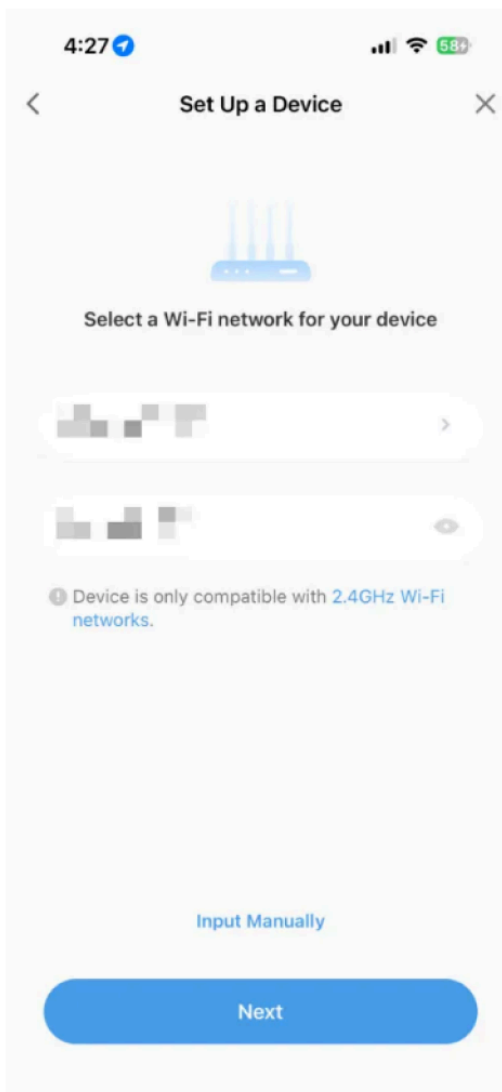 4:27
58
Set Up a Device
Select a Wi-Fi network for your device
Device is only compatible with 2.4GHz Wi-Fi
networks.
Input Manually
Next